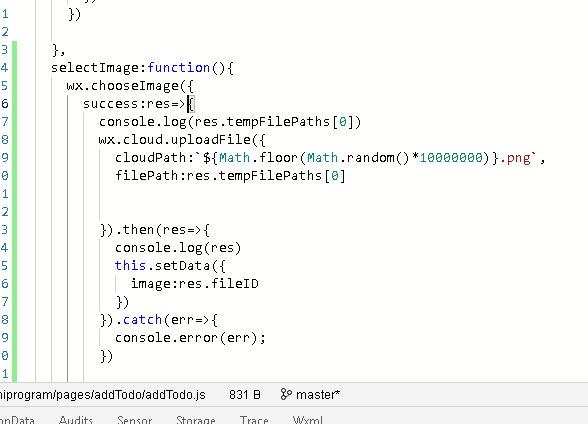 1 })
2
3 },
4 selectImage:function(){
5 wx.chooseImage({
6 success:res=>{
7 console.log(res.tempFilePaths[0])
8 wx.cloud.uploadFile({
9 cloudPath:`${Math.floor(Math.random()*10000000)}.png`,
0 filePath:res.tempFilePaths[0]
1
2
3 }).then(res=>{
4 console.log(res)
5 this.setData({
6 image:res.fileID
7 })
8 }).catch(err=>{
9 console.error(err);
0 })
1
niprogram/pages/addTodo/addTodo.js 831 B master*
onData Audits Sensor Storage Trace Wxml